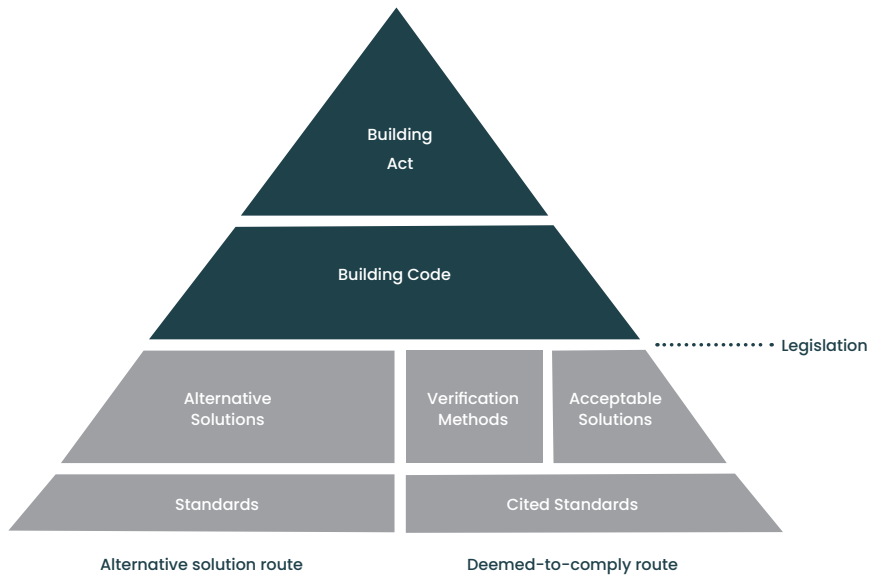 Building
Act
Building Code
Legislation
Alternative
Solutions
Verification
Methods
Acceptable
Solutions
Standards
Cited Standards
Alternative solution route
Deemed-to-comply route